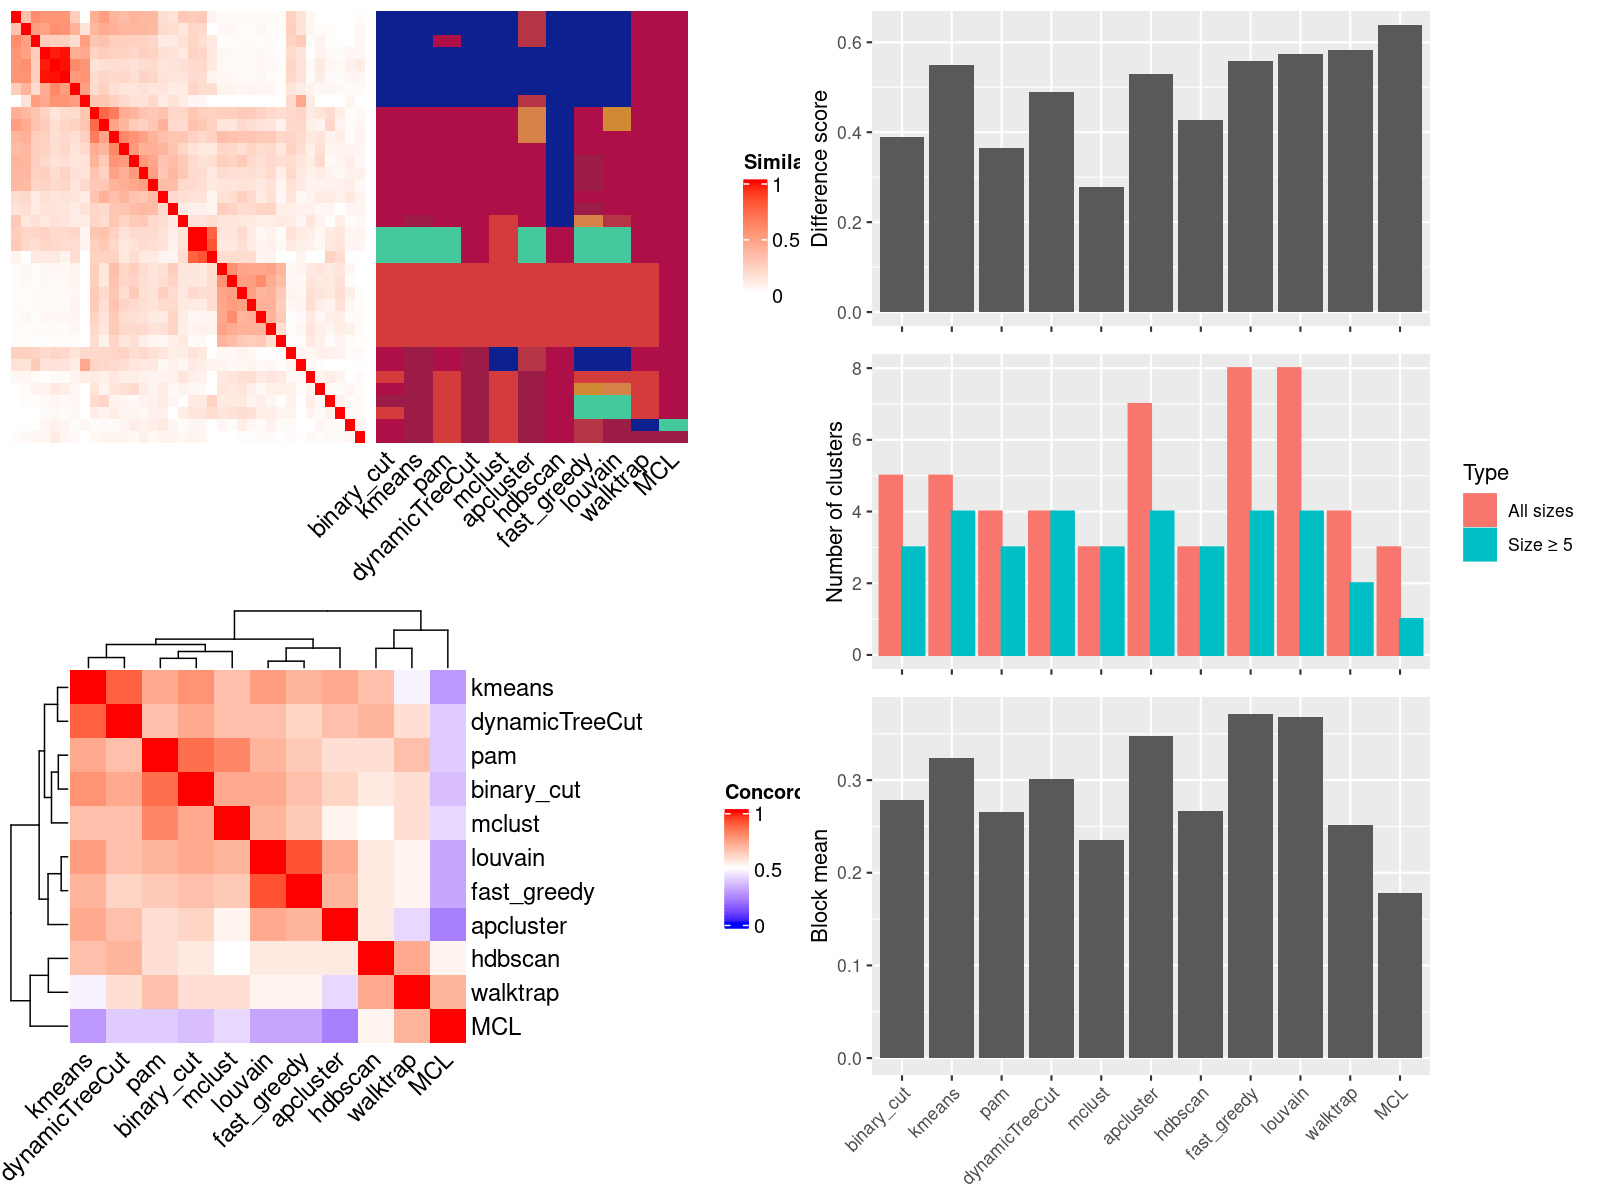 Simila
1
0.5
0
binary_cut
kmeans
pam
dynamicTreeCut
mclust
apcluster
hdbscan
fast_greedy
louvain
walktrap
MCL
kmeans
dynamicTreeCut
pam
binary_cut
mclust
louvain
fast_greedy
apcluster
hdbscan
walktrap
MCL
Concord
1
0.5
0
kmeans
dynamicTreeCut
pam
binary_cut
mclust
louvain
fast_greedy
apcluster
hdbscan
walktrap
MCL
Difference score
0.6
0.4
0.2
0.0
Number of clusters
8
6
4
2
0
Type
All sizes
Size ≥ 5
Block mean
0.3
0.2
0.1
0.0
binary_cut
kmeans
pam
dynamicTreeCut
mclust
apcluster
hdbscan
fast_greedy
louvain
walktrap
MCL